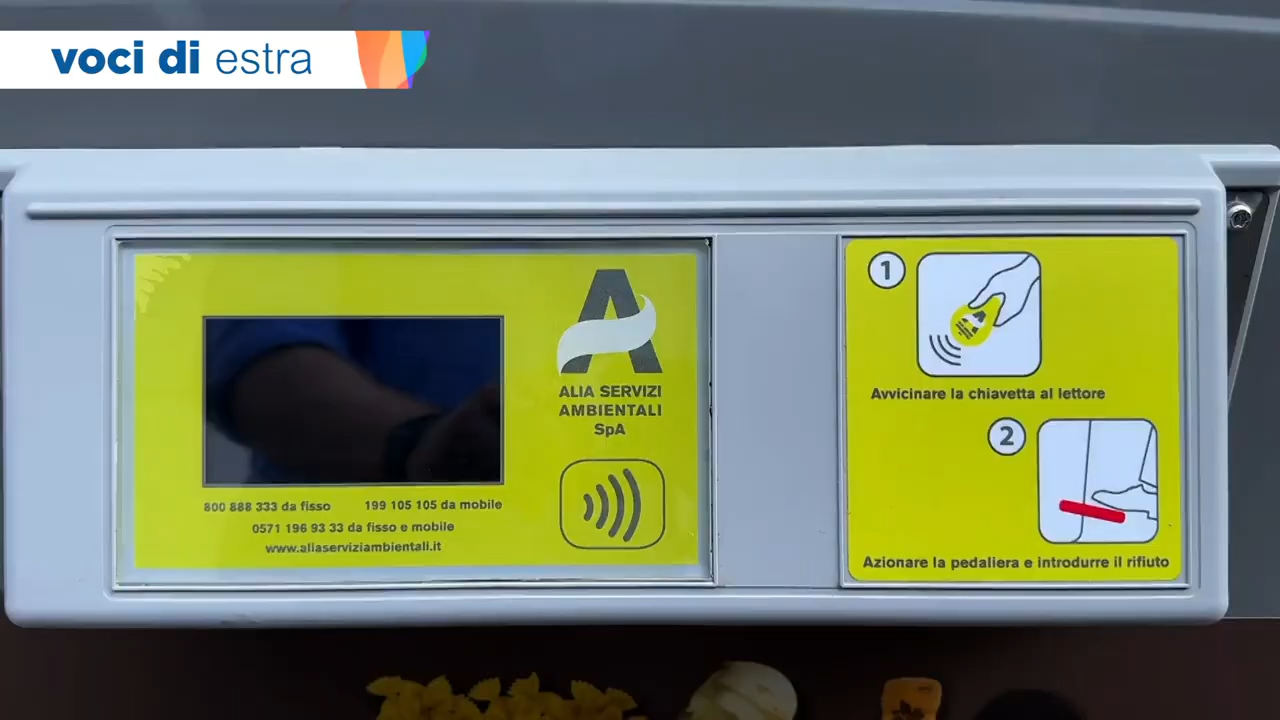 voci di estra
ALIA SERVIZI
AMBIENTALI
SpA
800 888 333 da fisso 199 105 105 da mobile
0571 196 93 33 da fisso e mobile
www.aliaserviziambientali.it
1
Avvicinare la chiavetta al lettore
2
Azionare la pedaliera e introdurre il rifiuto